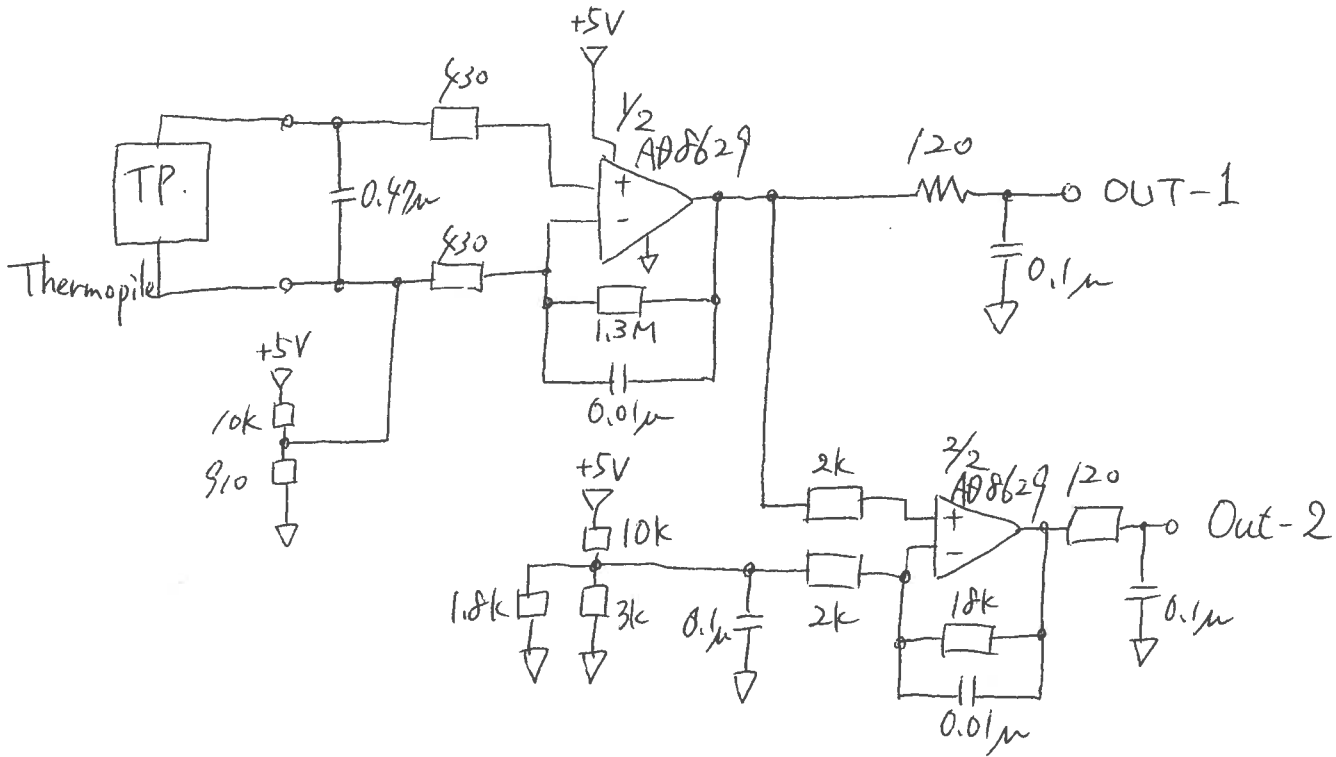 +5V
430
1/2
AD8629
120
TP.
+
-
0.47μ
OUT-1
430
0.1μ
Thermopile
1.3M
+5V
0.01μ
10k
910
+5V
2k
2/2
AD8629
120
+
-
Out-2
10k
1.8k
3k
0.1μ
2k
18k
0.1μ
0.01μ